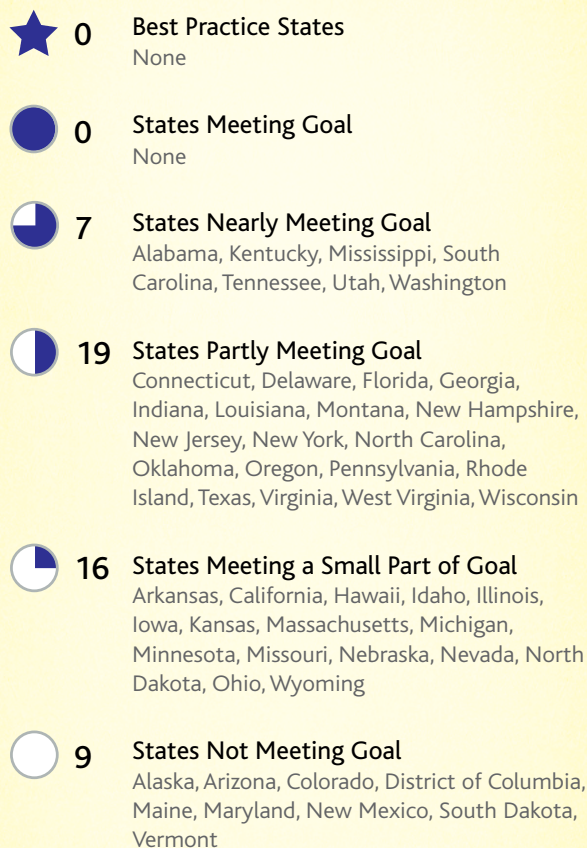 0 Best Practice States
None
0 States Meeting Goal
None
7 States Nearly Meeting Goal
Alabama, Kentucky, Mississippi, South
Carolina, Tennessee, Utah, Washington
19 States Partly Meeting Goal
Connecticut, Delaware, Florida, Georgia,
Indiana, Louisiana, Montana, New Hampshire,
New Jersey, New York, North Carolina,
Oklahoma, Oregon, Pennsylvania, Rhode
Island, Texas, Virginia, West Virginia, Wisconsin
16 States Meeting a Small Part of Goal
Arkansas, California, Hawaii, Idaho, Illinois,
Iowa, Kansas, Massachusetts, Michigan,
Minnesota, Missouri, Nebraska, Nevada, North
Dakota, Ohio, Wyoming
9 States Not Meeting Goal
Alaska, Arizona, Colorado, District of Columbia,
Maine, Maryland, New Mexico, South Dakota,
Vermont